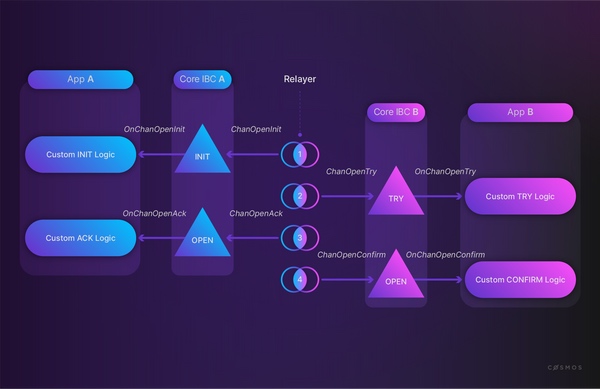 App A
Core IBC A
Relayer
Core IBC B
App B
OnChanOpenInit
ChanOpenInit
Custom INIT Logic
INIT
1
ChanOpenTry
OnChanOpenTry
2
TRY
Custom TRY Logic
OnChanOpenAck
ChanOpenAck
Custom ACK Logic
OPEN
3
ChanOpenConfirm
OnChanOpenConfirm
4
OPEN
Custom CONFIRM Logic
COSMOS